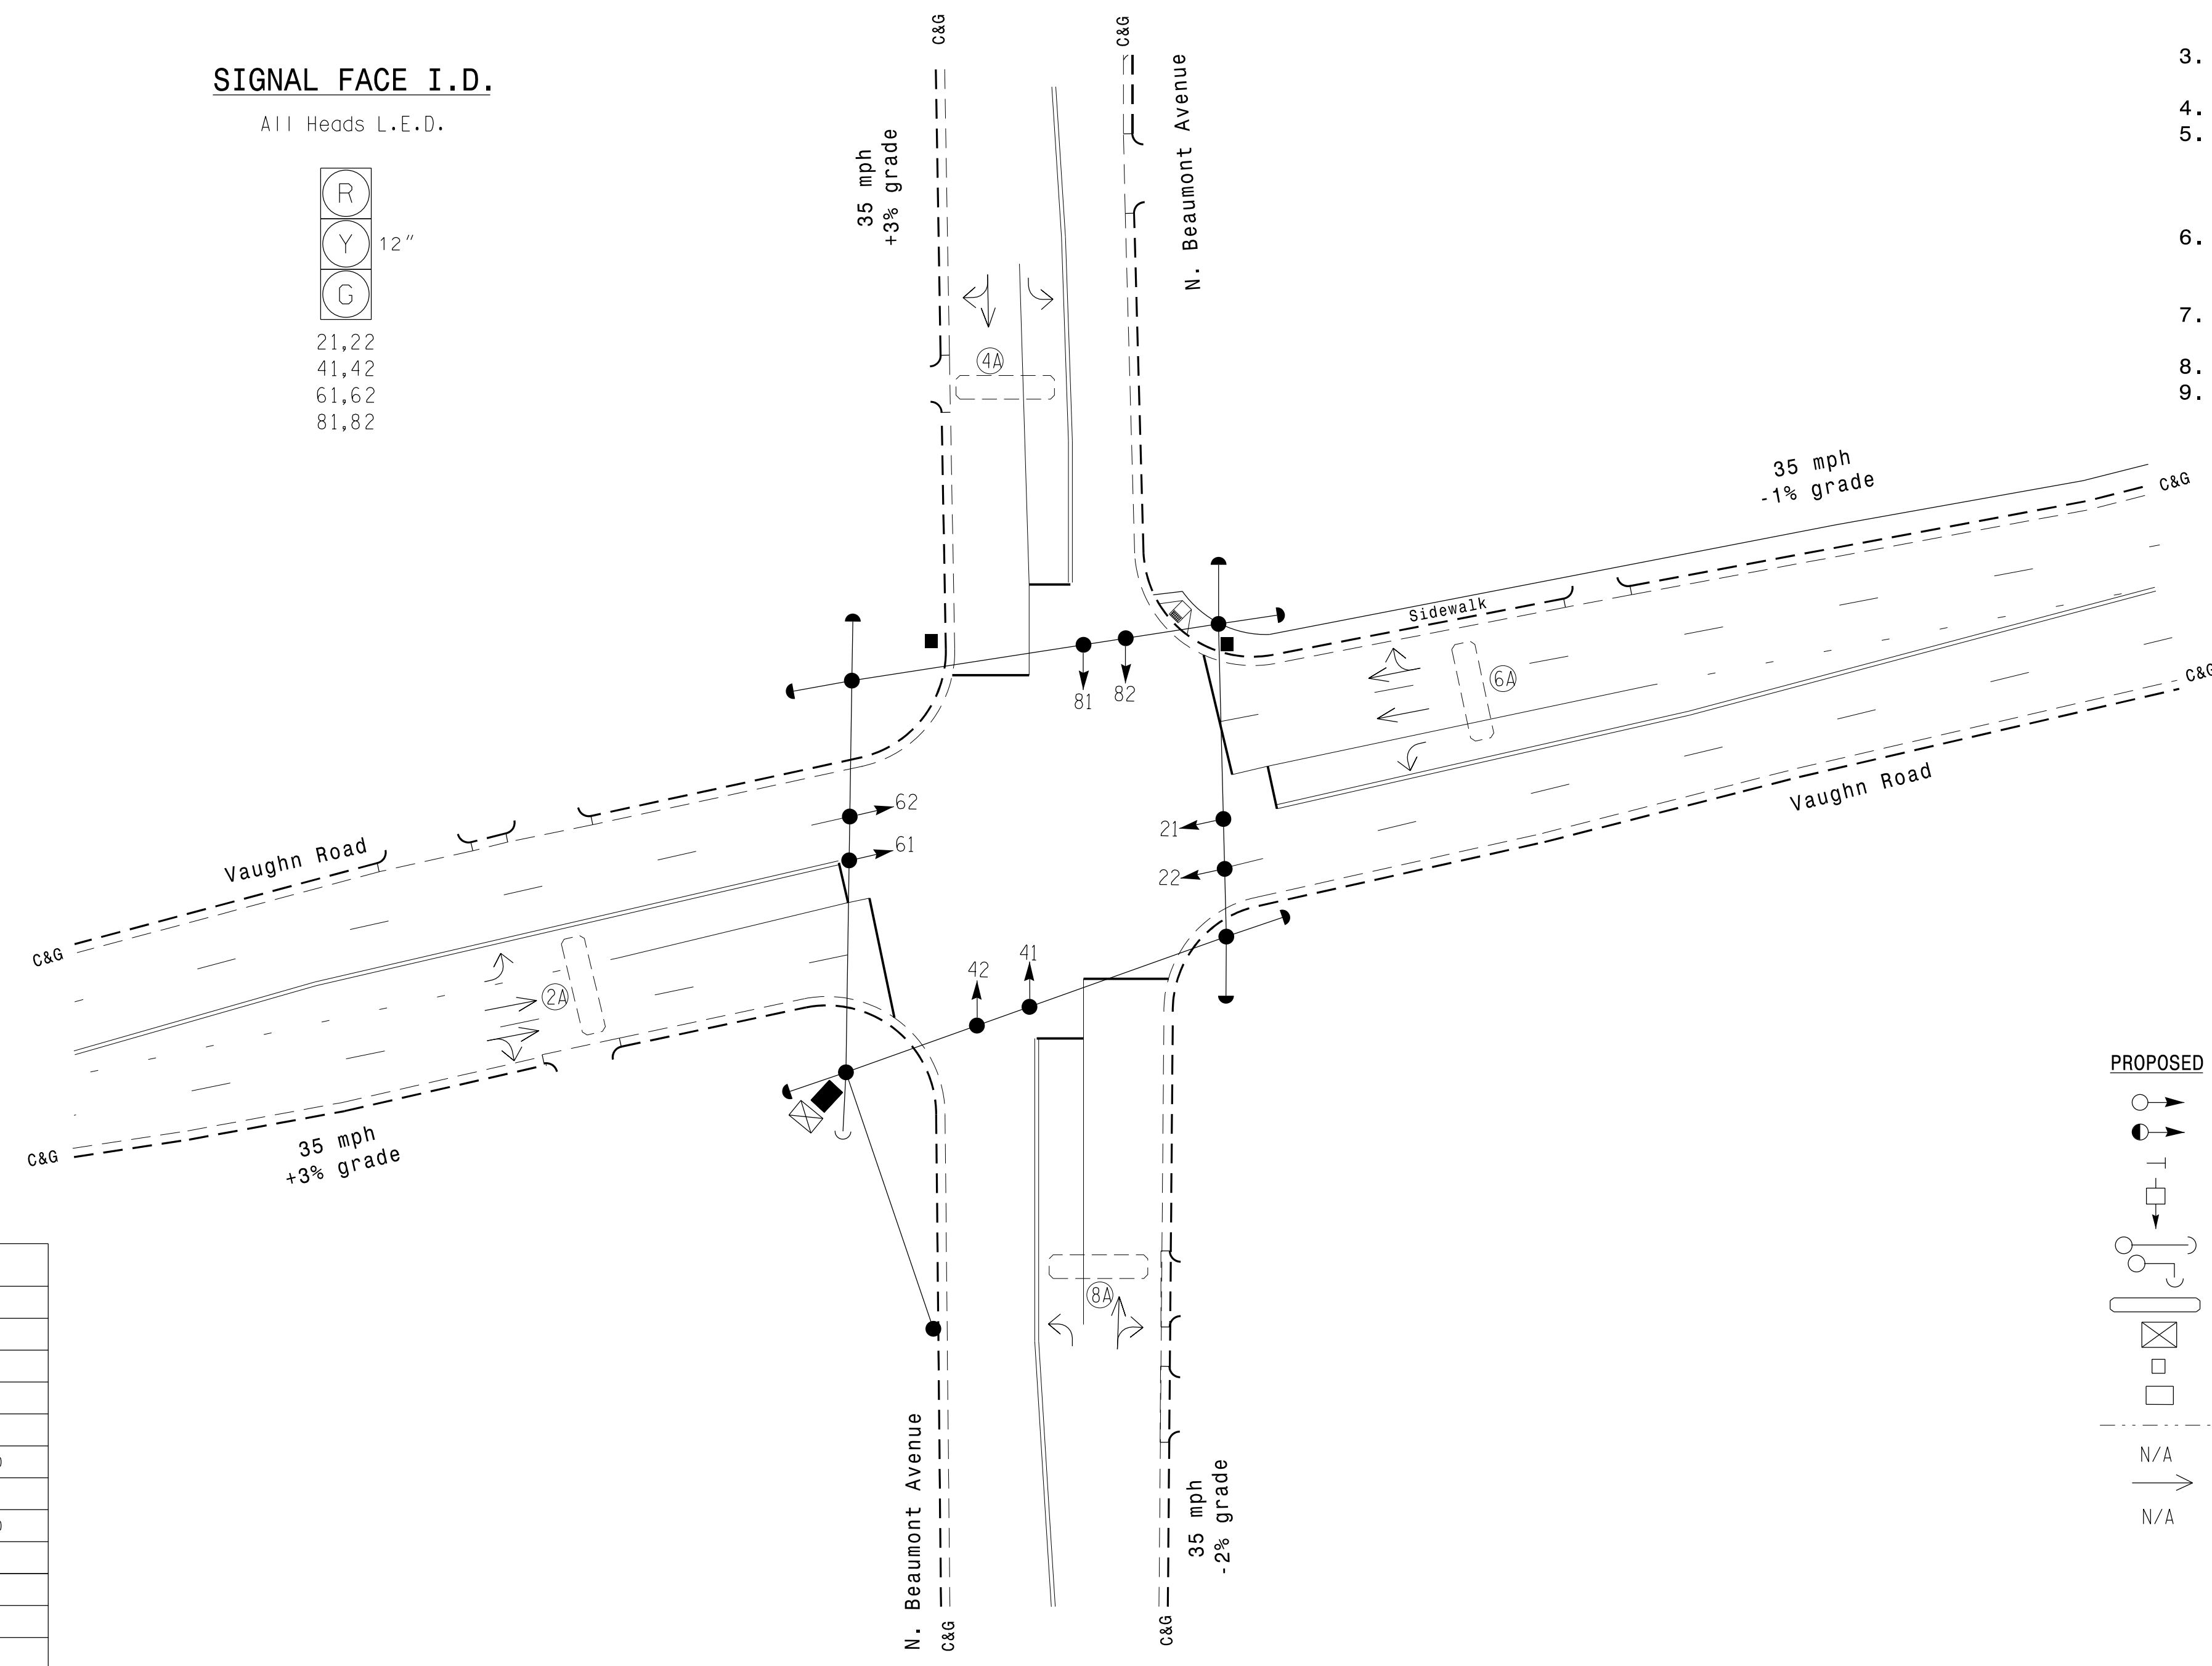 SIGNAL FACE I.D.
All Heads L.E.D.
R
Y
12"
G
21,22
41,42
61,62
81,82
C&G
C&G
35 mph
+3% grade
N. Beaumont Avenue
3.
4.
5.
6.
7.
8.
9.
4A
35 mph
-1% grade
C&G
Sidewalk
6A
C&G
81
82
62
61
21
22
Vaughn Road
Vaughn Road
C&G
2A
42
41
C&G
35 mph
+3% grade
8A
N. Beaumont Avenue
C&G
35 mph
-2% grade
C&G
PROPOSED
N/A
N/A